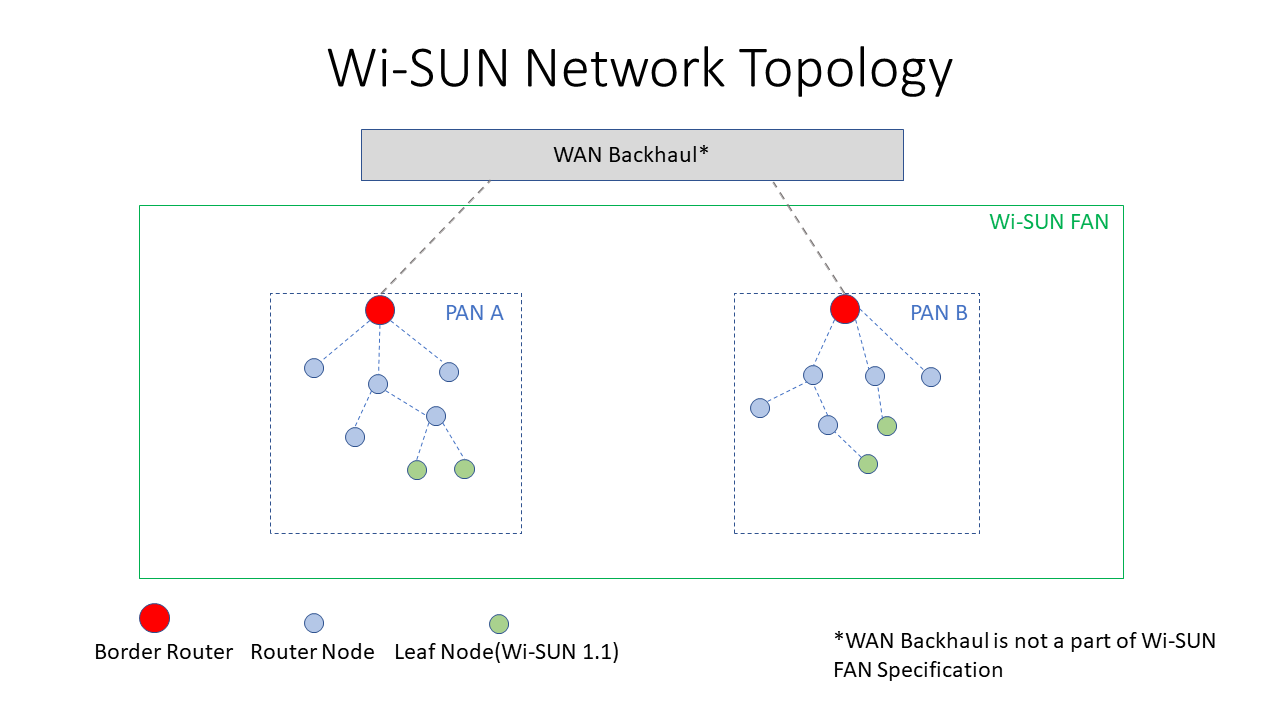 Wi-SUN Network Topology
WAN Backhaul*
Wi-SUN FAN
PAN A
PAN B
Border Router
Router Node
Leaf Node(Wi-SUN 1.1)
*WAN Backhaul is not a part of Wi-SUN
FAN Specification